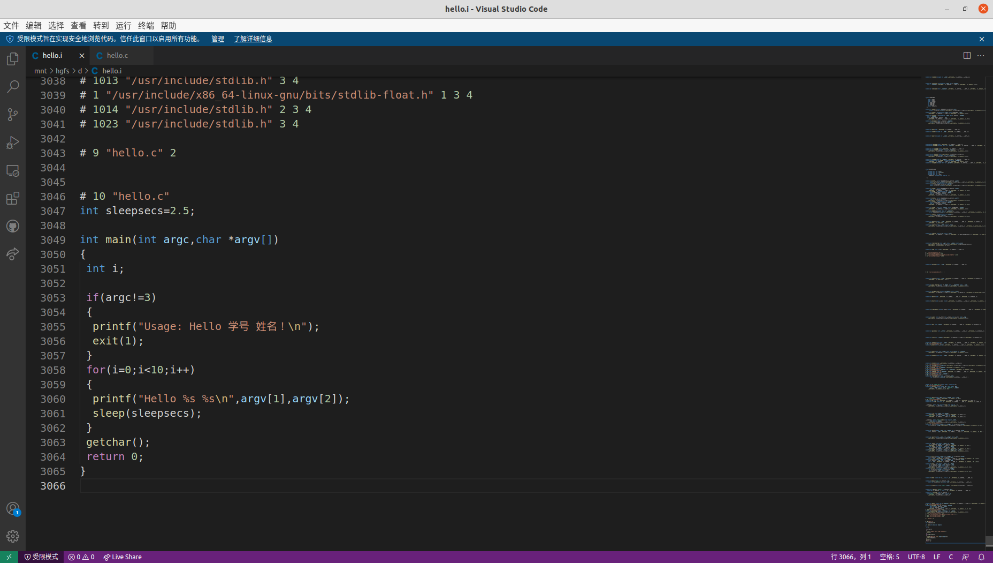 hello.i - Visual Studio Code
文件 编辑 选择 查看 转到 运行 终端 帮助
受限模式旨在实现安全地浏览代码。信任此窗口以启用所有功能。 管理 了解详细信息
C hello.i C hello.c
mnt > hgfs > d > C hello.i
3038 # 1013 "/usr/include/stdlib.h" 3 4
3039 # 1 "/usr/include/x86_64-linux-gnu/bits/stdlib-float.h" 1 3 4
3040 # 1014 "/usr/include/stdlib.h" 2 3 4
3041 # 1023 "/usr/include/stdlib.h" 3 4
3042
3043 # 9 "hello.c" 2
3044
3045
3046 # 10 "hello.c"
3047 int sleepsecs=2.5;
3048
3049 int main(int argc,char *argv[])
3050 {
3051 int i;
3052
3053 if(argc!=3)
3054 {
3055 printf("Usage: Hello 学号 姓名！\n");
3056 exit(1);
3057 }
3058 for(i=0;i<10;i++)
3059 {
3060 printf("Hello %s %s\n",argv[1],argv[2]);
3061 sleep(sleepsecs);
3062 }
3063 getchar();
3064 return 0;
3065 }
3066
1
受限模式 0 0 Live Share 行 3066，列 1 空格: 5 UTF-8 LF C